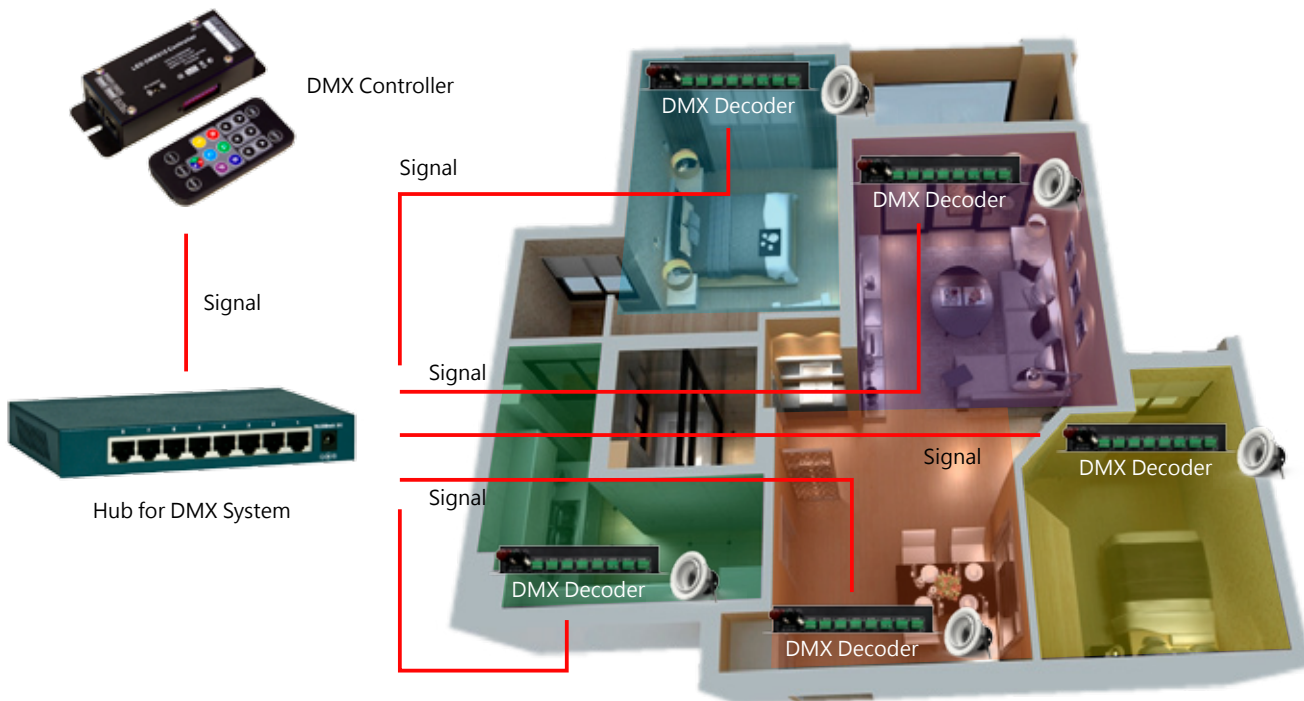 DMX Controller
DMX Decoder
Signal
DMX Decoder
Signal
Signal
Signal
DMX Decoder
Signal
Hub for DMX System
DMX Decoder
DMX Decoder